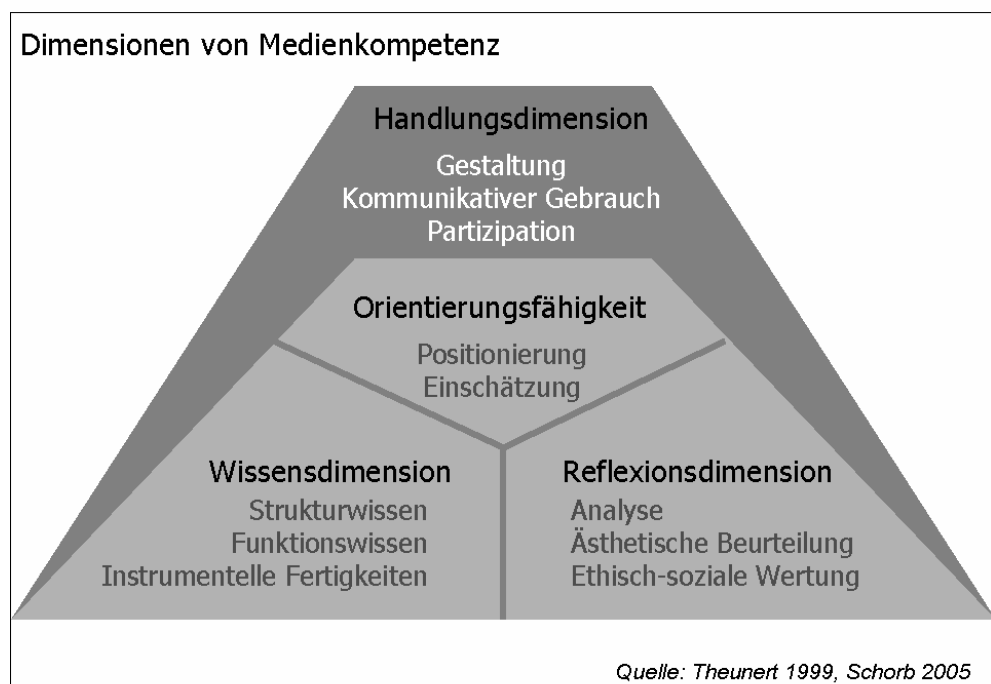 Dimensionen von Medienkompetenz
Handlungsdimension
Gestaltung
Kommunikativer Gebrauch
Partizipation
Orientierungsfähigkeit
Positionierung
Einschätzung
Wissensdimension
Strukturwissen
Funktionswissen
Instrumentelle Fertigkeiten
Reflexionsdimension
Analyse
Ästhetische Beurteilung
Ethisch-soziale Wertung
Quelle: Theunert 1999, Schorb 2005